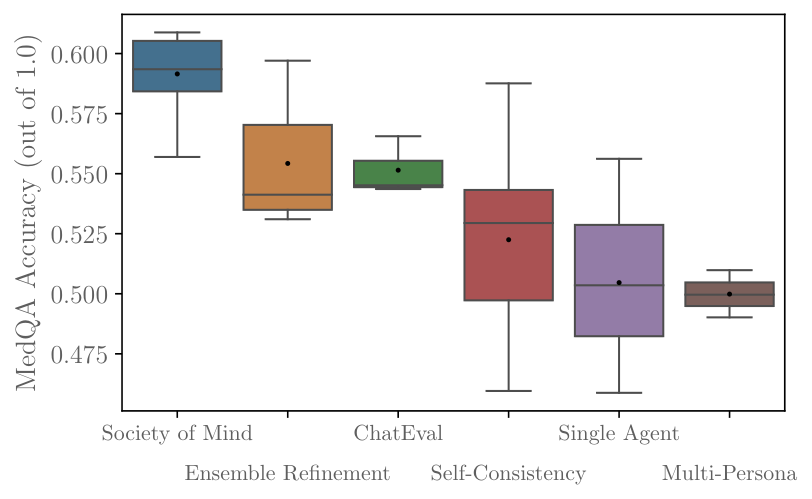 MedQA Accuracy (out of 1.0)
0.600
0.575
0.550
0.525
0.500
0.475
Society of Mind
ChatEval
Single Agent
Ensemble Refinement
Self-Consistency
Multi-Persona